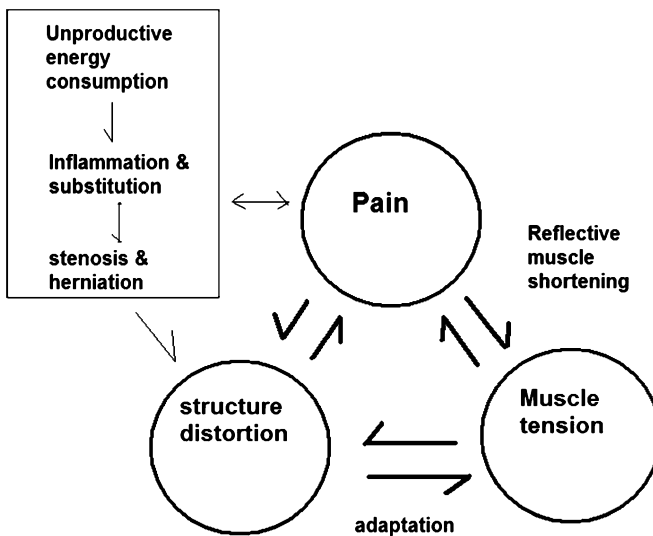 Unproductive
energy
consumption
Inflammation &
substitution
stenosis &
herniation
Pain
Reflective
muscle
shortening
structure
distortion
Muscle
tension
adaptation